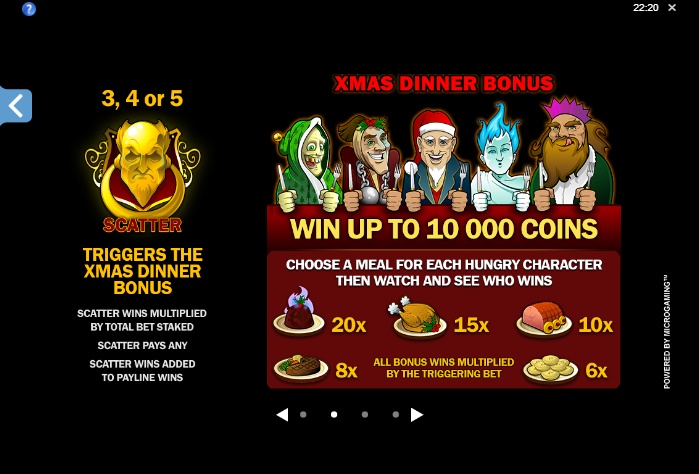 ?
22:20 ×
3, 4 or 5
SCATTER
TRIGGERS THE
XMAS DINNER
BONUS
SCATTER WINS MULTIPLIED
BY TOTAL BET STAKED
SCATTER PAYS ANY
SCATTER WINS ADDED
TO PAYLINE WINS
XMAS DINNER BONUS
WIN UP TO 10 000 COINS
CHOOSE A MEAL FOR EACH HUNGRY CHARACTER
THEN WATCH AND SEE WHO WINS
20x
15x
10x
8x
ALL BONUS WINS MULTIPLIED
BY THE TRIGGERING BET
6x
POWERED BY MICROGAMING™